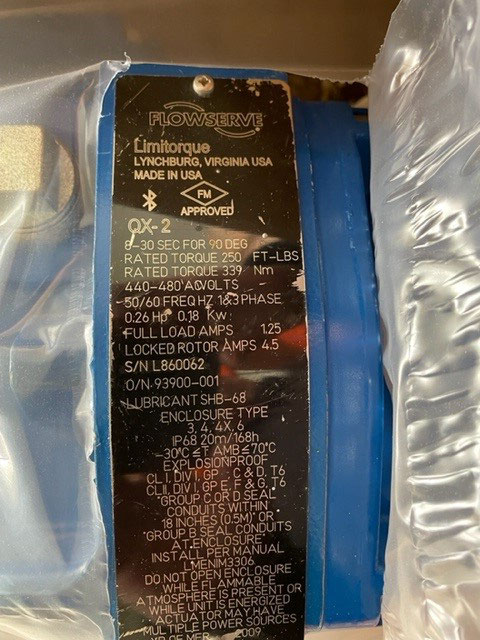 FLOWSERVE
Limitorque
LYNCHBURG, VIRGINIA USA
MADE IN USA
FM
APPROVED
QX-2
8-30 SEC FOR 90 DEG
RATED TORQUE 250 FT-LBS
RATED TORQUE 339 Nm
440-480 AC VOLTS
50/60 FREQ HZ 1&3 PHASE
0.26 Hp 0.18 Kw
FULL LOAD AMPS 1.25
LOCKED ROTOR AMPS 4.5
S/N L860062
O/N 93900-001
LUBRICANT SHB-68
ENCLOSURE TYPE
3, 4, 4X, 6
IP68 20m/168h
-30°C ≤T AMB≤70°C
EXPLOSIONPROOF
CL I, DIV I, GP C & D, T6
CL II, DIV I, GP E, F & G, T6
"GROUP C OR D SEAL
CONDUITS WITHIN
18 INCHES (0.5M)" OR
"GROUP B SEAL CONDUITS
AT ENCLOSURE"
INSTALL PER MANUAL
LMENIM3306
DO NOT OPEN ENCLOSURE
WHILE FLAMMABLE
ATMOSPHERE IS PRESENT OR
WHILE UNIT IS ENERGIZED
ACTUATOR MAY HAVE
MULTIPLE POWER SOURCES
2009